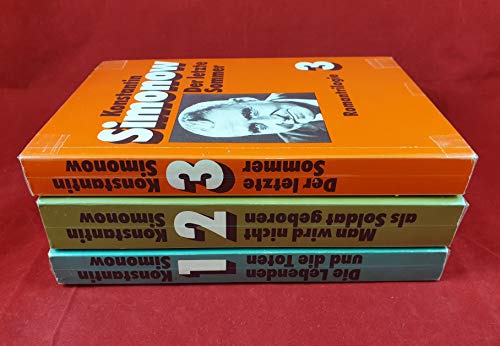 Konstantin
Simonow
Der letzte
Sommer
Romantrilogie 3
Konstantin
Simonow
3
Der letzte
Sommer
Konstantin
Simonow
2
Man wird nicht
als Soldat geboren
Konstantin
Simonow
1
Die Lebenden
und die Toten